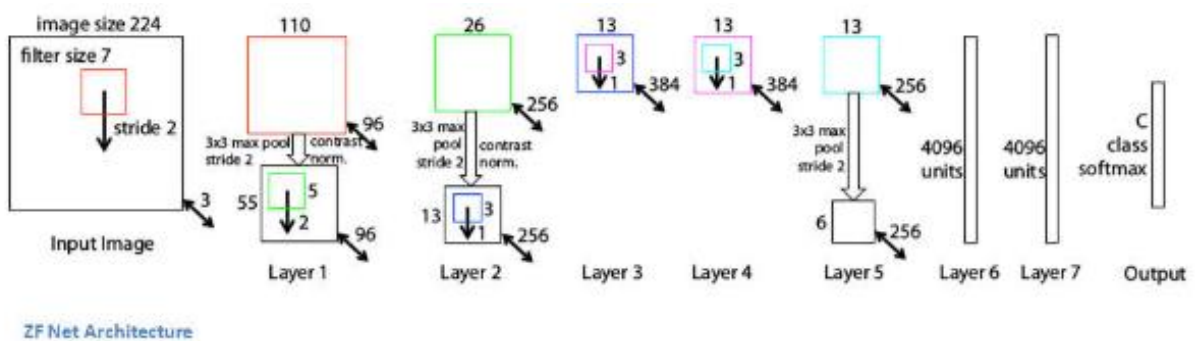 image size 224
filter size 7
stride 2
3
Input Image
110
96
3x3 max pool
stride 2
contrast
norm.
55
5
2
96
Layer 1
26
256
3x3 max
pool
stride 2
contrast
norm.
13
3
1
256
Layer 2
13
3
1
384
Layer 3
13
3
1
384
Layer 4
13
256
3x3 max
pool
stride 2
6
256
Layer 5
4096
units
Layer 6
4096
units
Layer 7
C
class
softmax
Output
ZF Net Architecture